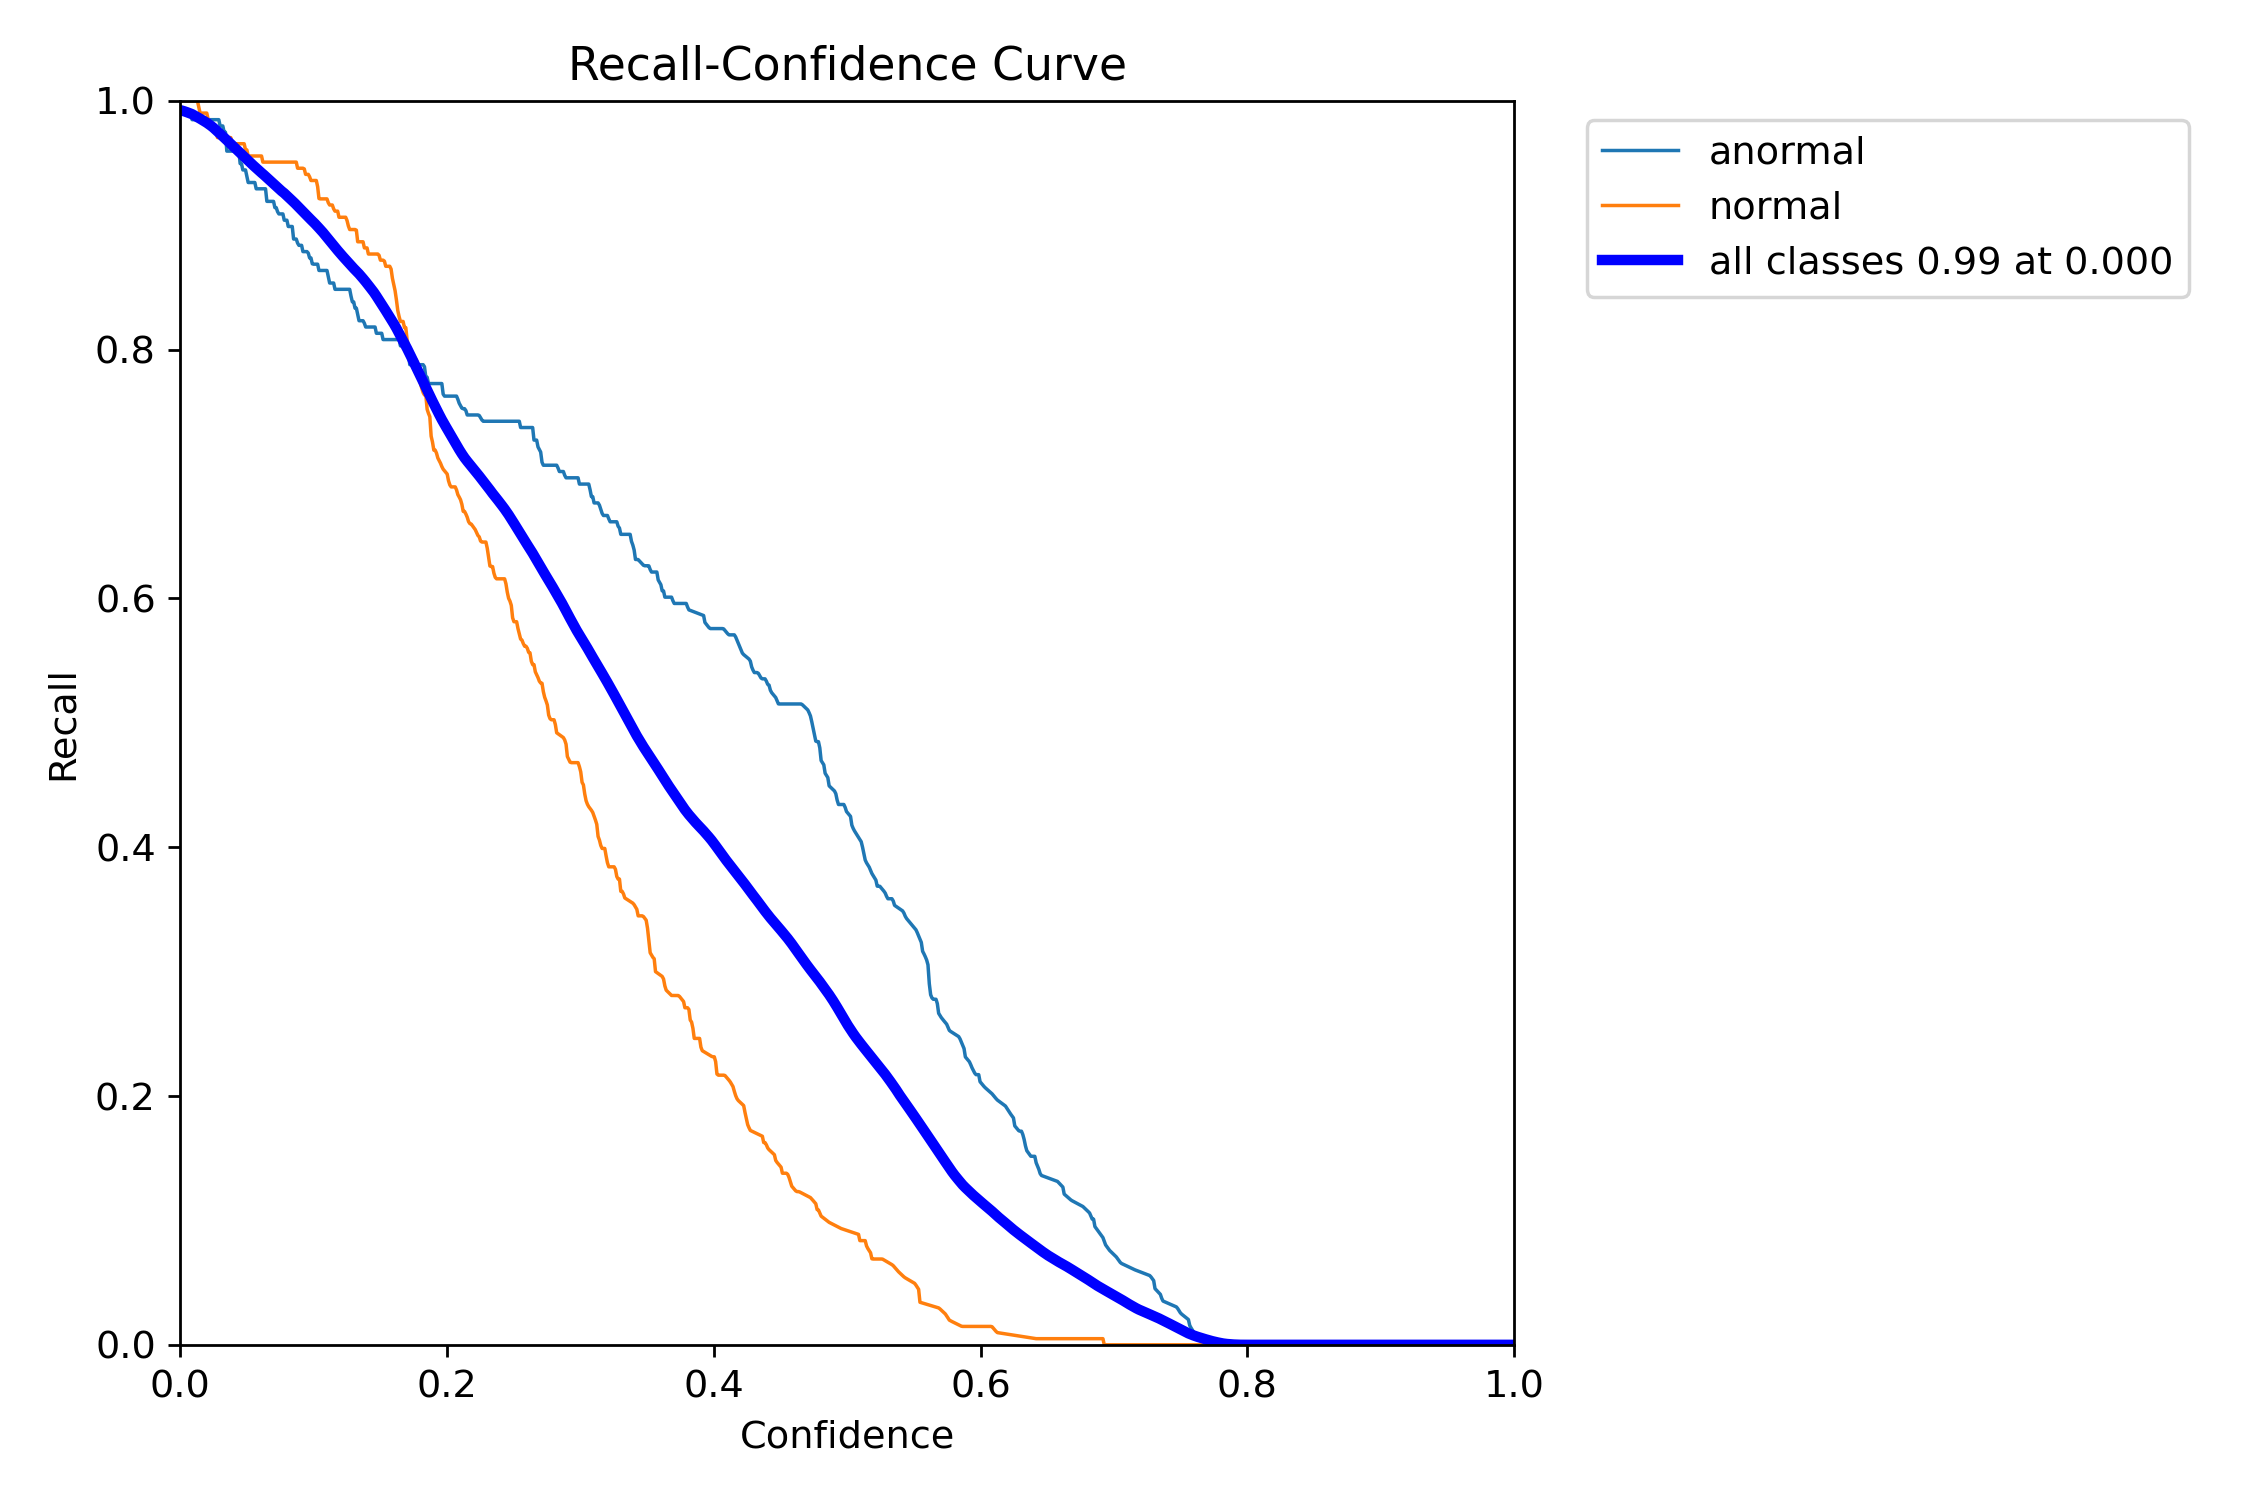 Recall-Confidence Curve
1.0
0.8
0.6
0.4
0.2
0.0
Recall
0.0 0.2 0.4 0.6 0.8 1.0
Confidence
anormal
normal
all classes 0.99 at 0.000